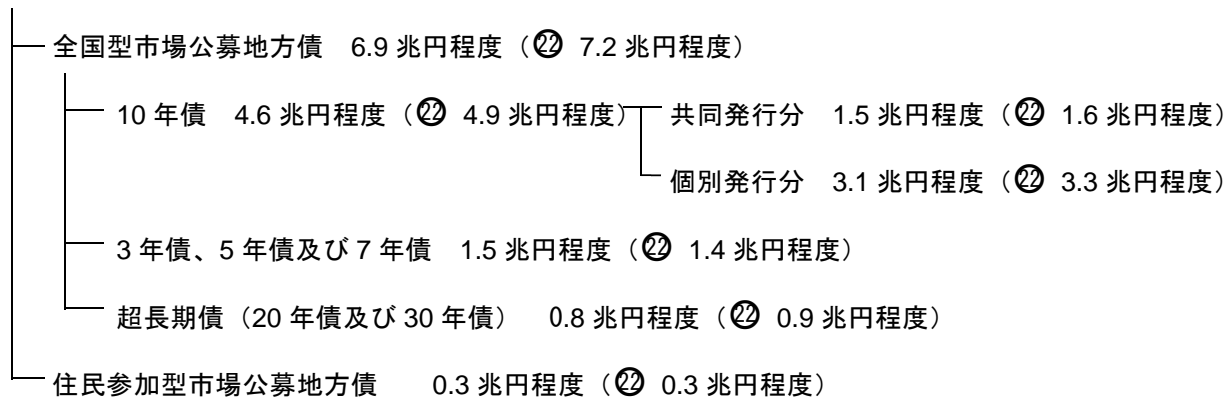 全国型市場公募地方債 6.9 兆円程度（㉒ 7.2 兆円程度）
10 年債 4.6 兆円程度（㉒ 4.9 兆円程度） 共同発行分 1.5 兆円程度（㉒ 1.6 兆円程度）
個別発行分 3.1 兆円程度（㉒ 3.3 兆円程度）
3 年債、5 年債及び 7 年債 1.5 兆円程度（㉒ 1.4 兆円程度）
超長期債（20 年債及び 30 年債） 0.8 兆円程度（㉒ 0.9 兆円程度）
住民参加型市場公募地方債 0.3 兆円程度（㉒ 0.3 兆円程度）